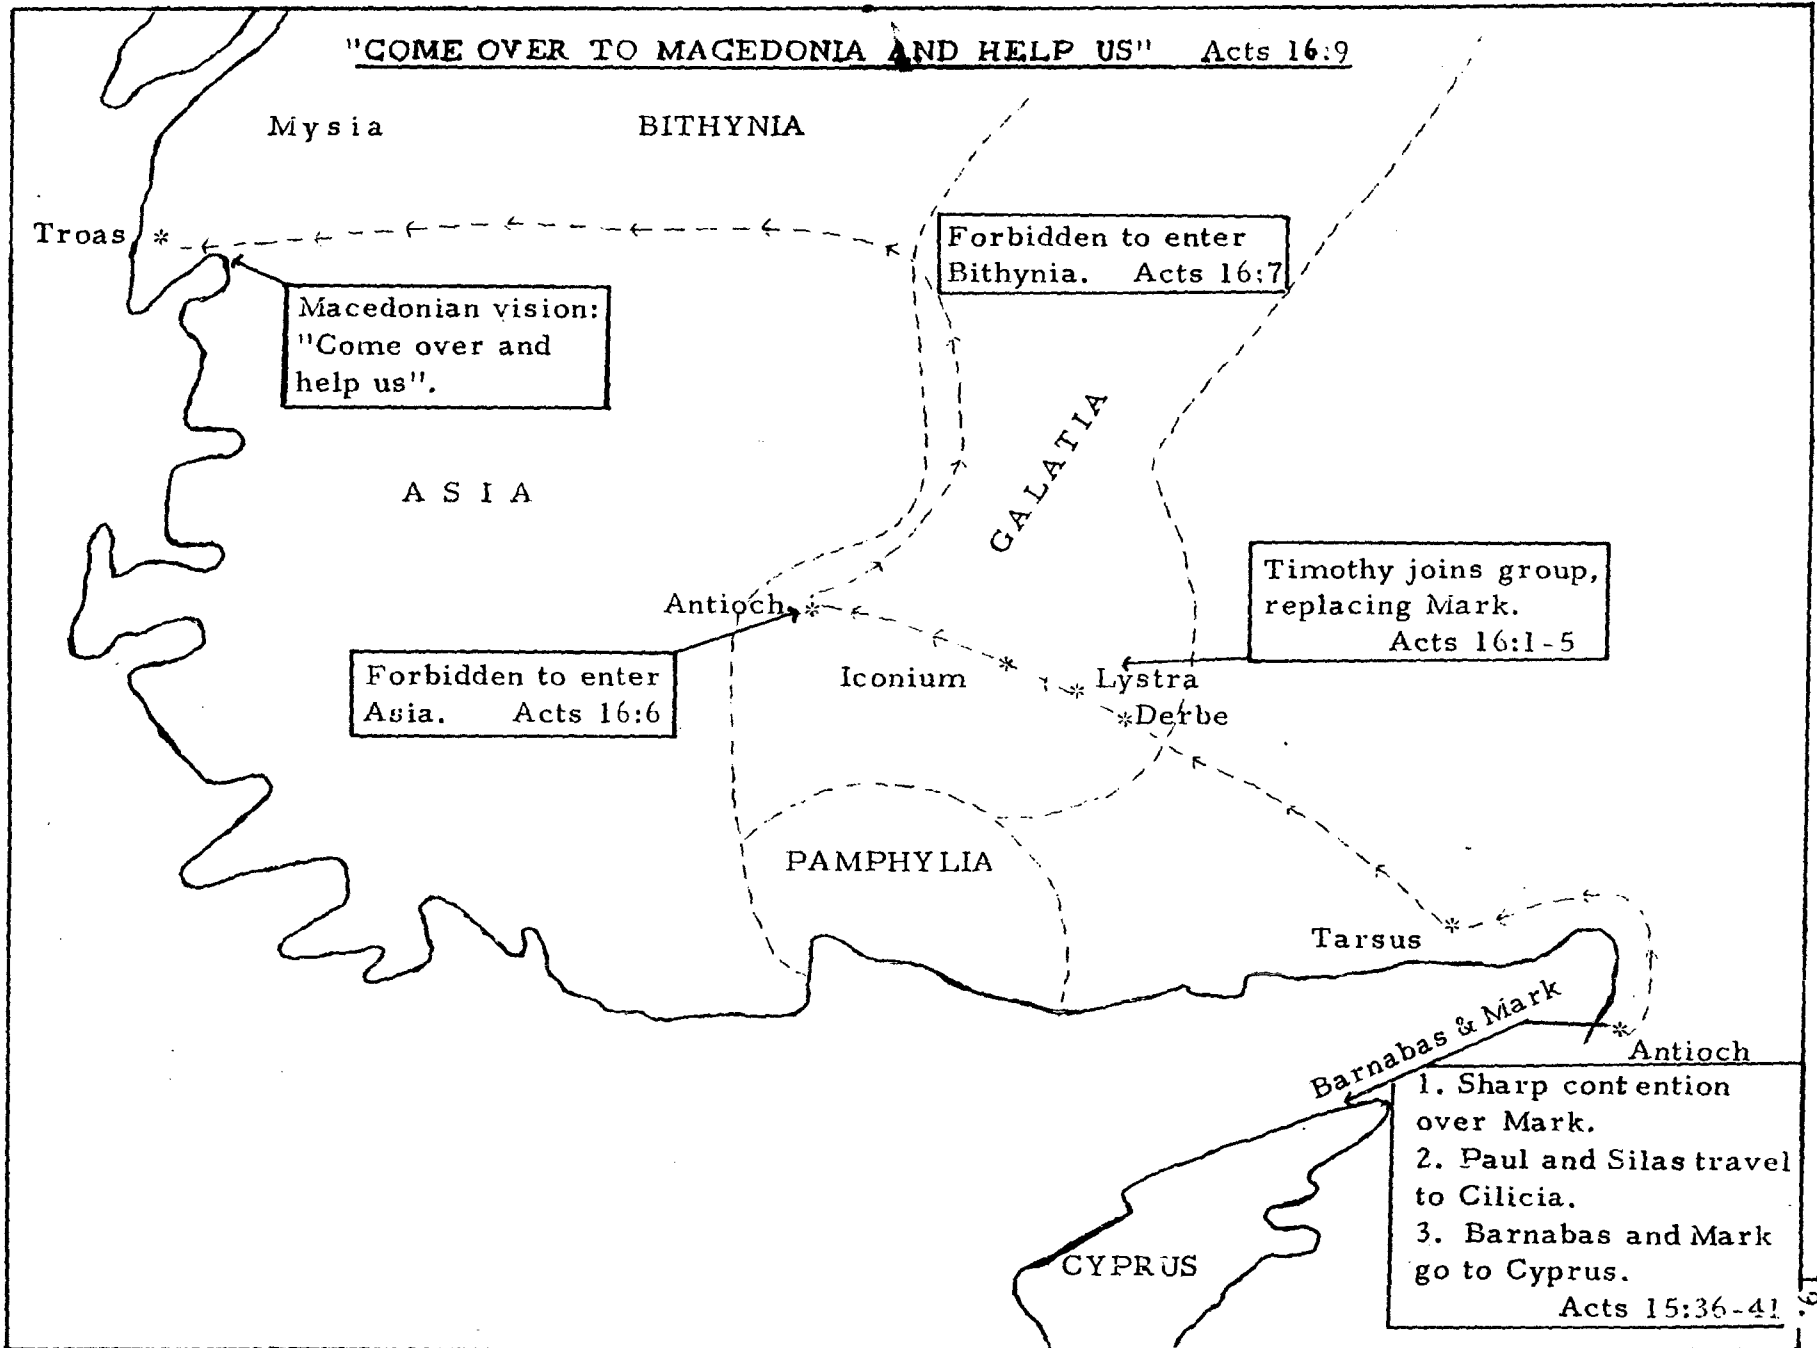 "COME OVER TO MACEDONIA AND HELP US" Acts 16:9
Mysia
BITHYNIA
Troas
Forbidden to enter
Bithynia. Acts 16:7
Macedonian vision:
"Come over and
help us".
GALATIA
ASIA
Timothy joins group,
replacing Mark.
Acts 16:1-5
Antioch
Iconium
Lystra
Derbe
Forbidden to enter
Asia. Acts 16:6
PAMPHYLIA
Tarsus
Barnabas & Mark
Antioch
1. Sharp contention
over Mark.
2. Paul and Silas travel
to Cilicia.
3. Barnabas and Mark
go to Cyprus.
Acts 15:36-41
CYPRUS
19.